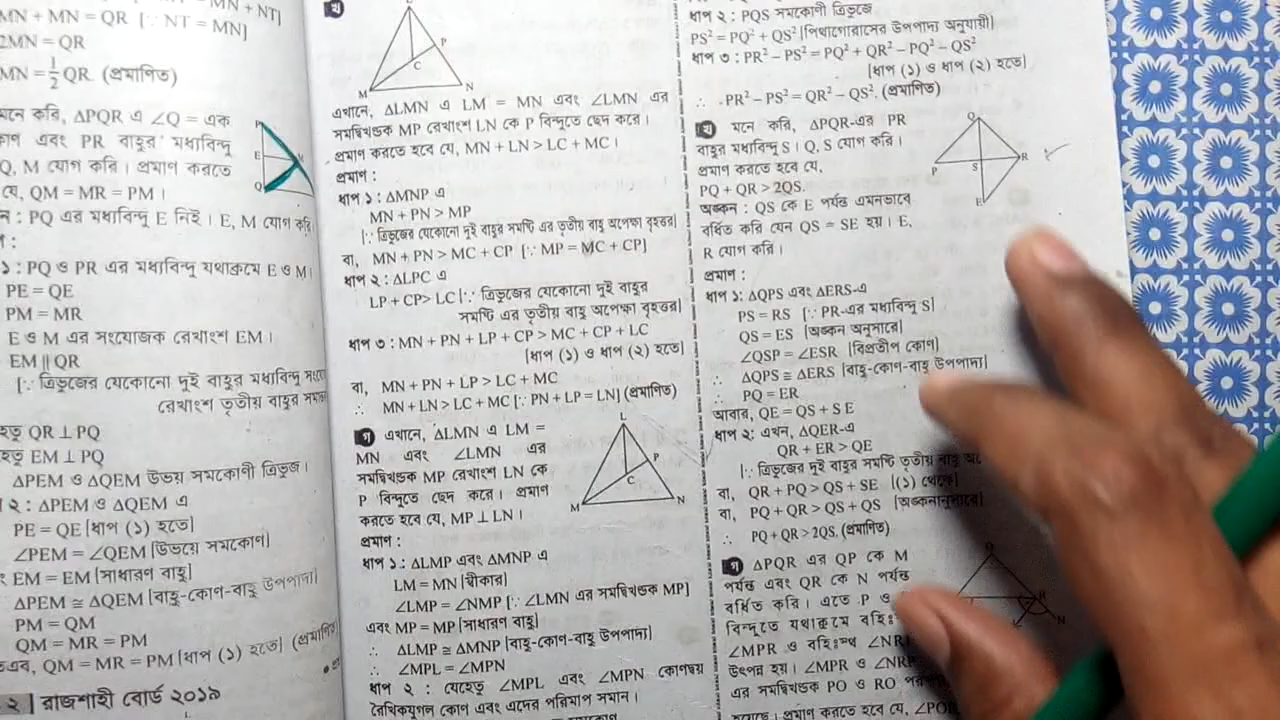 MN + MN = QR [∵ NT = MN]
2MN = QR
MN = 1/2 QR. (প্রমাণিত)
মনে করি, ΔPQR এ ∠Q = এক
কোণ এবং PR বাহুর মধ্যবিন্দু
Q, M যোগ করি। প্রমাণ করতে
যে, QM = MR = PM।
ন : PQ এর মধ্যবিন্দু E নিই। E, M যোগ করি
১ : PQ ও PR এর মধ্যবিন্দু যথাক্রমে E ও M।
PE = QE
PM = MR
E ও M এর সংযোজক রেখাংশ EM।
EM || QR
[∵ ত্রিভুজের যেকোনো দুই বাহুর মধ্যবিন্দু
রেখাংশ তৃতীয় বাহুর
QR ⊥ PQ
EM ⊥ PQ
ΔPEM ও ΔQEM উভয় সমকোণী ত্রিভুজ।
২ : ΔPEM ও ΔQEM এ
PE = QE [ধাপ (১) হতে]
∠PEM = ∠QEM [উভয়ে সমকোণ]
EM = EM [সাধারণ বাহু]
ΔPEM ≅ ΔQEM [বাহু-কোণ-বাহু উপপাদ্য]
PM = QM
QM = MR = PM
QM = MR = PM [ধাপ (১) হতে] (প্রমাণিত)
২ | রাজশাহী বোর্ড ২০১৯
খ
P
C
M
N
এখানে, ΔLMN এ LM = MN এবং ∠LMN এর
সমদ্বিখন্ডক MP রেখাংশ LN কে P বিন্দুতে ছেদ করে।
প্রমাণ করতে হবে যে, MN + LN > LC + MC।
প্রমাণ :
ধাপ ১ : ΔMNP এ
MN + PN > MP
[∵ ত্রিভুজের যেকোনো দুই বাহুর সমষ্টি এর তৃতীয় বাহু অপেক্ষা বৃহত্তর]
বা, MN + PN > MC + CP [∵ MP = MC + CP]
ধাপ ২ : ΔLPC এ
LP + CP> LC [∵ ত্রিভুজের যেকোনো দুই বাহুর
সমষ্টি এর তৃতীয় বাহু অপেক্ষা বৃহত্তর]
ধাপ ৩ : MN + PN + LP + CP > MC + CP + LC
[ধাপ (১) ও ধাপ (২) হতে]
বা, MN + PN + LP > LC + MC
∴ MN + LN > LC + MC [∵ PN + LP = LN] (প্রমাণিত)
গ এখানে, ΔLMN এ LM =
MN এবং ∠LMN এর
সমদ্বিখন্ডক MP রেখাংশ LN কে
P বিন্দুতে ছেদ করে। প্রমাণ
করতে হবে যে, MP ⊥ LN।
L
P
C
M
N
প্রমাণ :
ধাপ ১ : ΔLMP এবং ΔMNP এ
LM = MN [স্বীকার]
∠LMP = ∠NMP [∵ ∠LMN এর সমদ্বিখন্ডক MP]
এবং MP = MP [সাধারণ বাহু]
∴ ΔLMP ≅ ΔMNP [বাহু-কোণ-বাহু উপপাদ্য]
∴ ∠MPL = ∠MPN
ধাপ ২ : যেহেতু ∠MPL এবং ∠MPN কোণদ্বয়
রৈখিকযুগল কোণ এবং এদের পরিমাণ সমান।
ধাপ ২ : PQS সমকোণী ত্রিভুজে
PS² = PQ² + QS² [পিথাগোরাসের উপপাদ্য অনুযায়ী]
ধাপ ৩ : PR² – PS² = PQ² + QR² – PQ² – QS²
[ধাপ (১) ও ধাপ (২) হতে]
∴ PR² – PS² = QR² – QS². (প্রমাণিত)
খ মনে করি, ΔPQR-এর PR
বাহুর মধ্যবিন্দু S। Q, S যোগ করি।
প্রমাণ করতে হবে যে,
PQ + QR > 2QS.
Q
P
S
R
E
অঙ্কন : QS কে E পর্যন্ত এমনভাবে
বর্ধিত করি যেন QS = SE হয়। E,
R যোগ করি।
প্রমাণ :
ধাপ ১: ΔQPS এবং ΔERS-এ
PS = RS [∵ PR-এর মধ্যবিন্দু S]
QS = ES [অঙ্কন অনুসারে]
∠QSP = ∠ESR [বিপ্রতীপ কোণ]
∴ ΔQPS ≅ ΔERS [বাহু-কোণ-বাহু উপপাদ্য]
∴ PQ = ER
আবার, QE = QS + SE
ধাপ ২: এখন, ΔQER-এ
QR + ER > QE
[∵ ত্রিভুজের দুই বাহুর সমষ্টি তৃতীয় বাহু
বা, QR + PQ > QS + SE [(১) থেকে]
বা, PQ + QR > QS + QS [অঙ্কনানুসারে]
∴ PQ + QR > 2QS. (প্রমাণিত)
গ ΔPQR এর QP কে M
পর্যন্ত এবং QR কে N পর্যন্ত
বর্ধিত করি। এতে P ও
বিন্দুতে যথাক্রমে
∠MPR ও বহিঃস্থ
উৎপন্ন হয়। ∠MPR ও
এর সমদ্বিখন্ডক PO ও RO
R
N